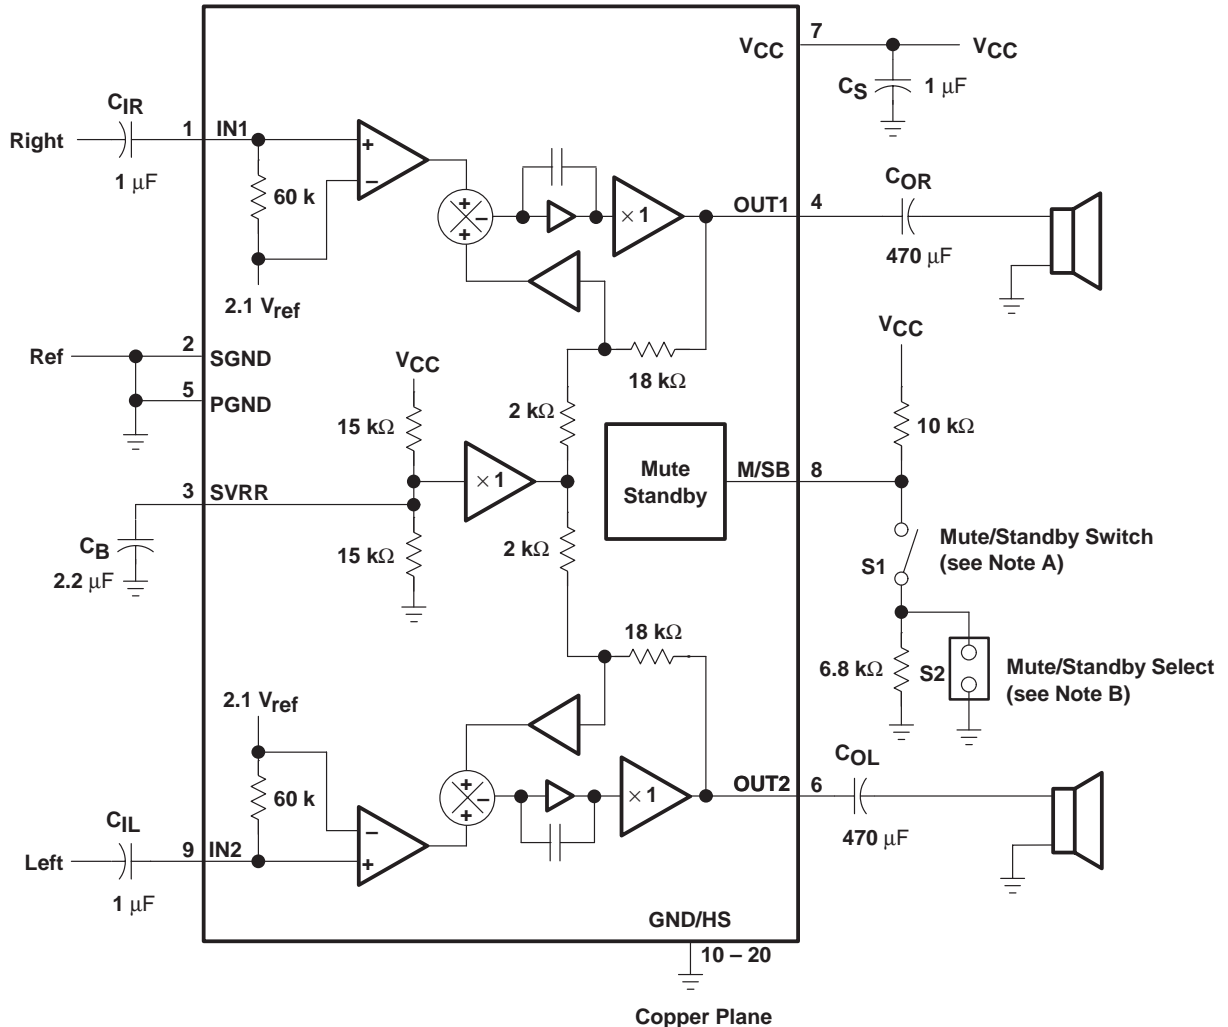 7
VCC
VCC
CS
1 µF
CIR
Right
1
IN1
1 µF
60 k
+
−
+
−
+
× 1
OUT1
4
COR
470 µF
2.1 Vref
Ref
2
SGND
5
PGND
VCC
15 kΩ
2 kΩ
18 kΩ
VCC
10 kΩ
Mute
Standby
M/SB
8
3
SVRR
× 1
CB
2.2 µF
15 kΩ
2 kΩ
S1
Mute/Standby Switch
(see Note A)
18 kΩ
6.8 kΩ
S2
Mute/Standby Select
(see Note B)
2.1 Vref
60 k
−
+
+
−
+
× 1
OUT2
6
COL
470 µF
CIL
Left
9
IN2
1 µF
GND/HS
10 – 20
Copper Plane